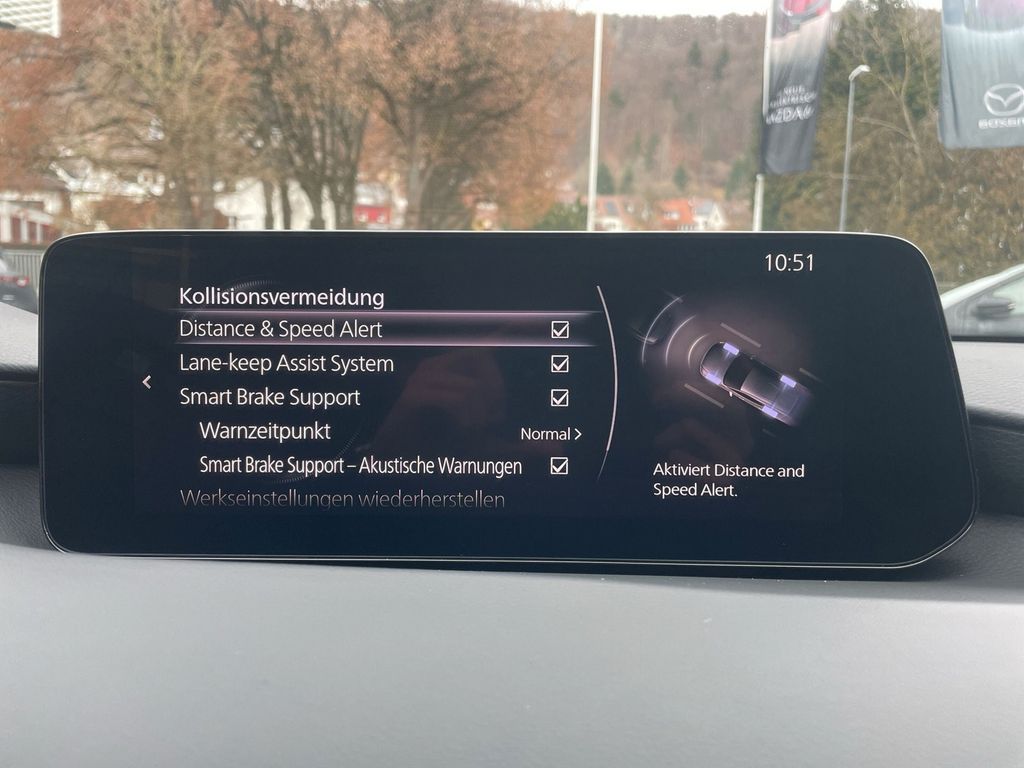 10:51
Kollisionsvermeidung
Distance & Speed Alert
Lane-keep Assist System
Smart Brake Support
Warnzeitpunkt Normal >
Smart Brake Support – Akustische Warnungen
Werkseinstellungen wiederherstellen
Aktiviert Distance and
Speed Alert.